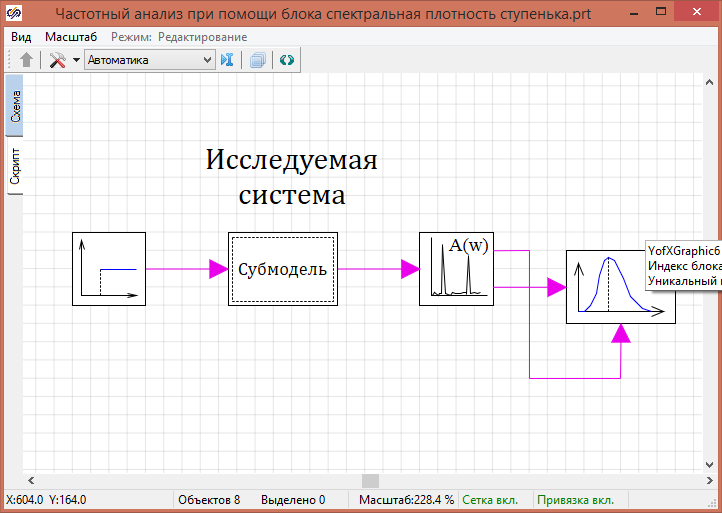 Частотный анализ при помощи блока спектральная плотность ступенька.prt
Вид Масштаб Режим: Редактирование
Автоматика
Схема
Скрипт
Исследуемая
система
Субмодель
A(w)
YofXGraphic6
Индекс блока
Уникальный
X:604.0 Y:164.0 Объектов 8 Выделено 0 Масштаб:228.4 % Сетка вкл. Привязка вкл.